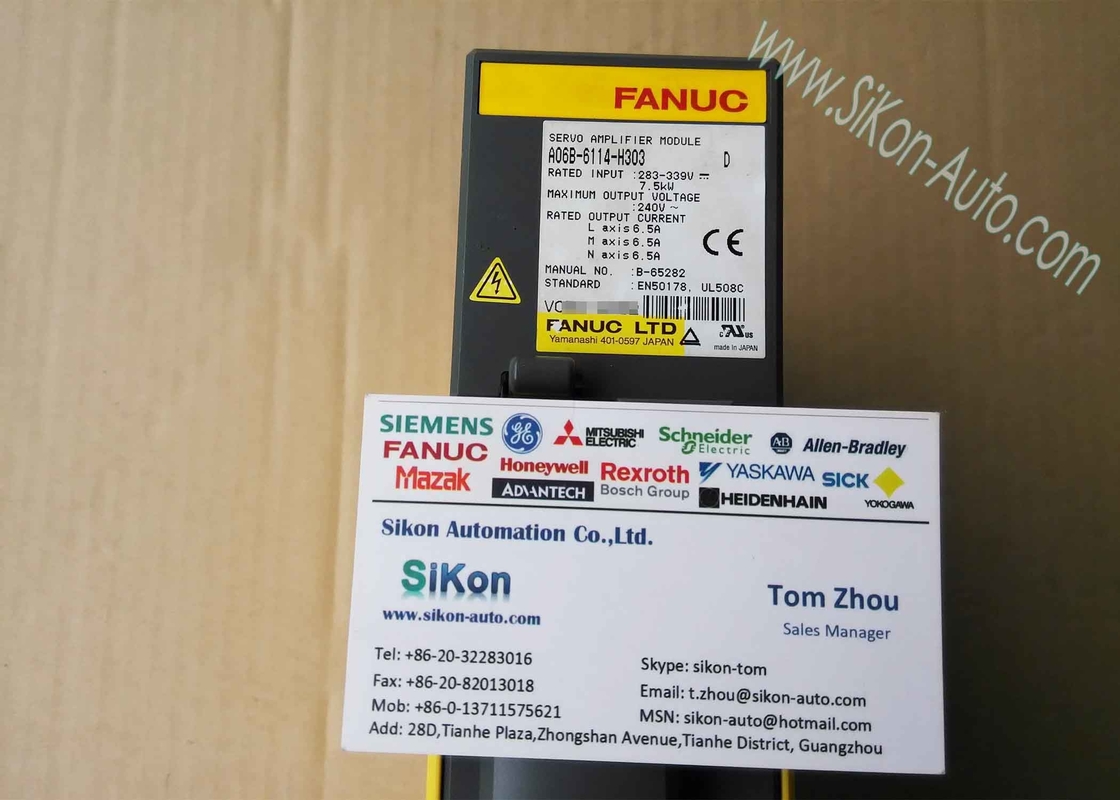 www.SiKon-Auto.com
FANUC
SERVO AMPLIFIER MODULE
A06B-6114-H303 D
RATED INPUT :283-339V ⎓
7.5kW
MAXIMUM OUTPUT VOLTAGE
:240V ~
RATED OUTPUT CURRENT
L axis 6.5A
M axis 6.5A
N axis 6.5A
CE
MANUAL NO. :B-65282
STANDARD :EN50178, UL508C
FANUC LTD
Yamanashi 401-0597 JAPAN
c US
made in JAPAN
SIEMENS GE MITSUBISHI ELECTRIC Schneider Electric A-B Allen-Bradley
FANUC Honeywell Rexroth Bosch Group YASKAWA SICK
Mazak ADVANTECH HEIDENHAIN YOKOGAWA
Sikon Automation Co.,Ltd.
SiKon
www.sikon-auto.com
Tom Zhou
Sales Manager
Tel: +86-20-32283016
Fax: +86-20-82013018
Mob: +86-0-13711575621
Skype: sikon-tom
Email: t.zhou@sikon-auto.com
MSN: sikon-auto@hotmail.com
Add: 28D,Tianhe Plaza,Zhongshan Avenue,Tianhe District, Guangzhou